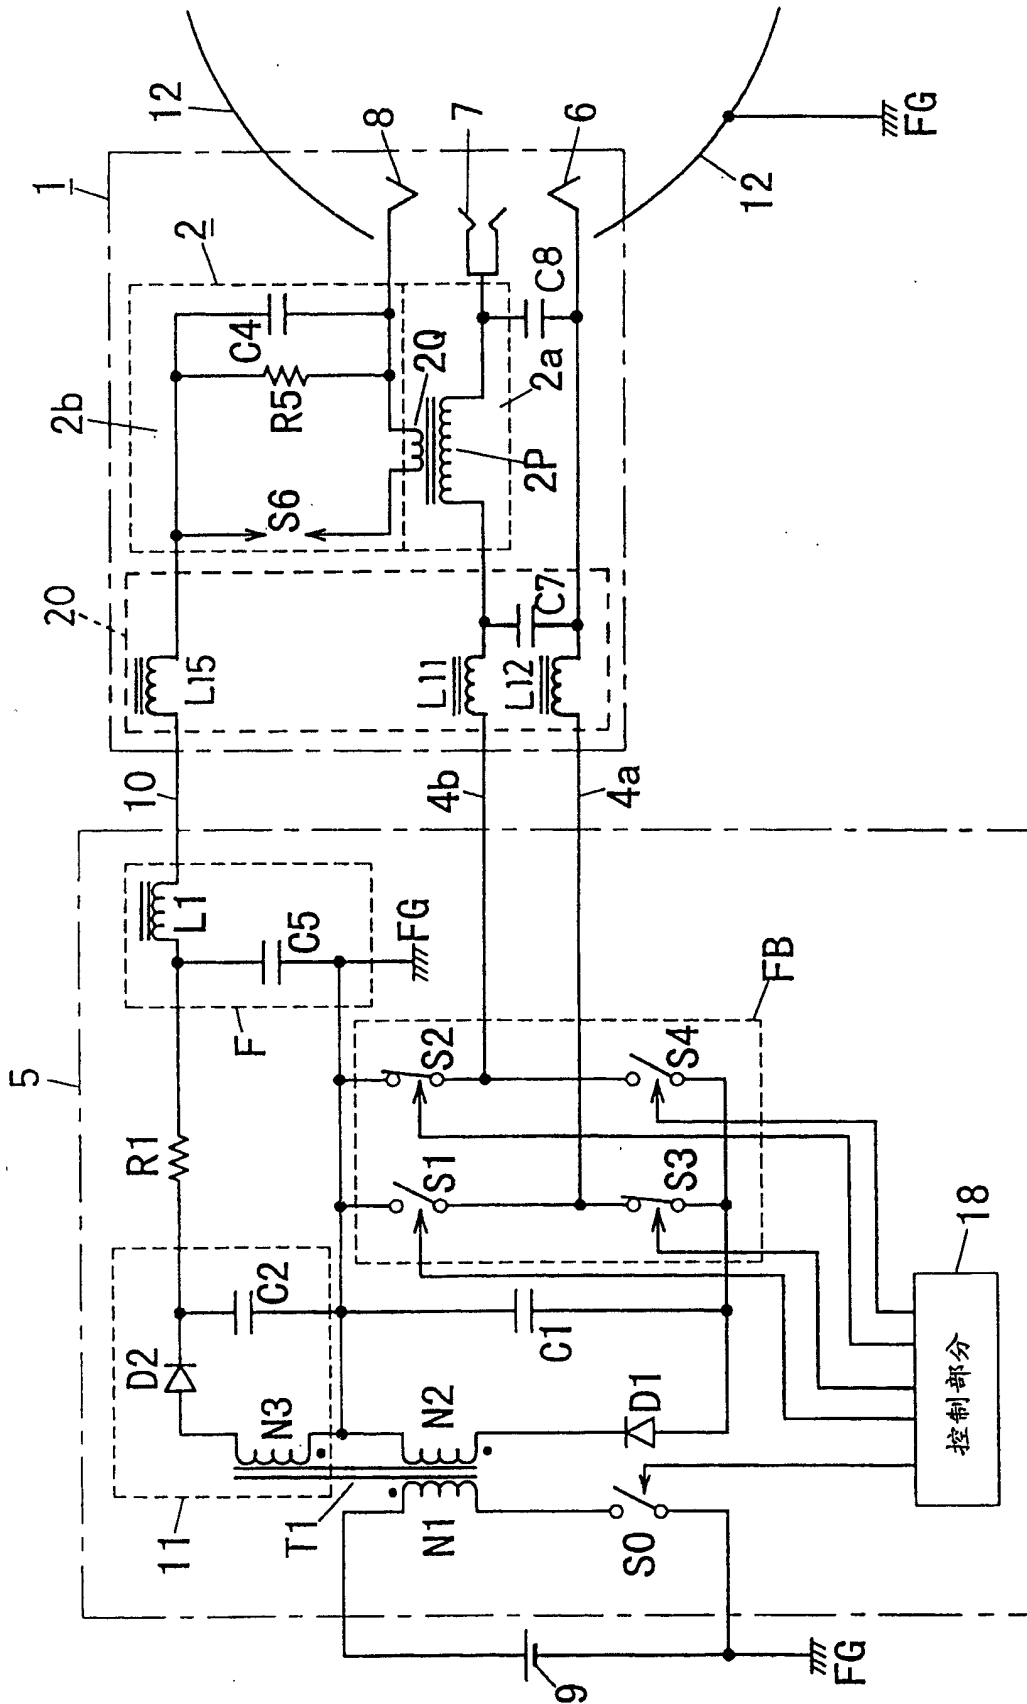 12
8
7
6
FG
12
1
2
C4
R5
2b
S6
2Q
C8
2a
2P
20
L15
L11
C7
L12
10
4b
4a
5
L1
C5
FG
F
FB
R1
S2
S4
S1
S3
18
控制部分
D2
C2
C1
N3
N2
D1
11
T1
N1
S0
9
FG